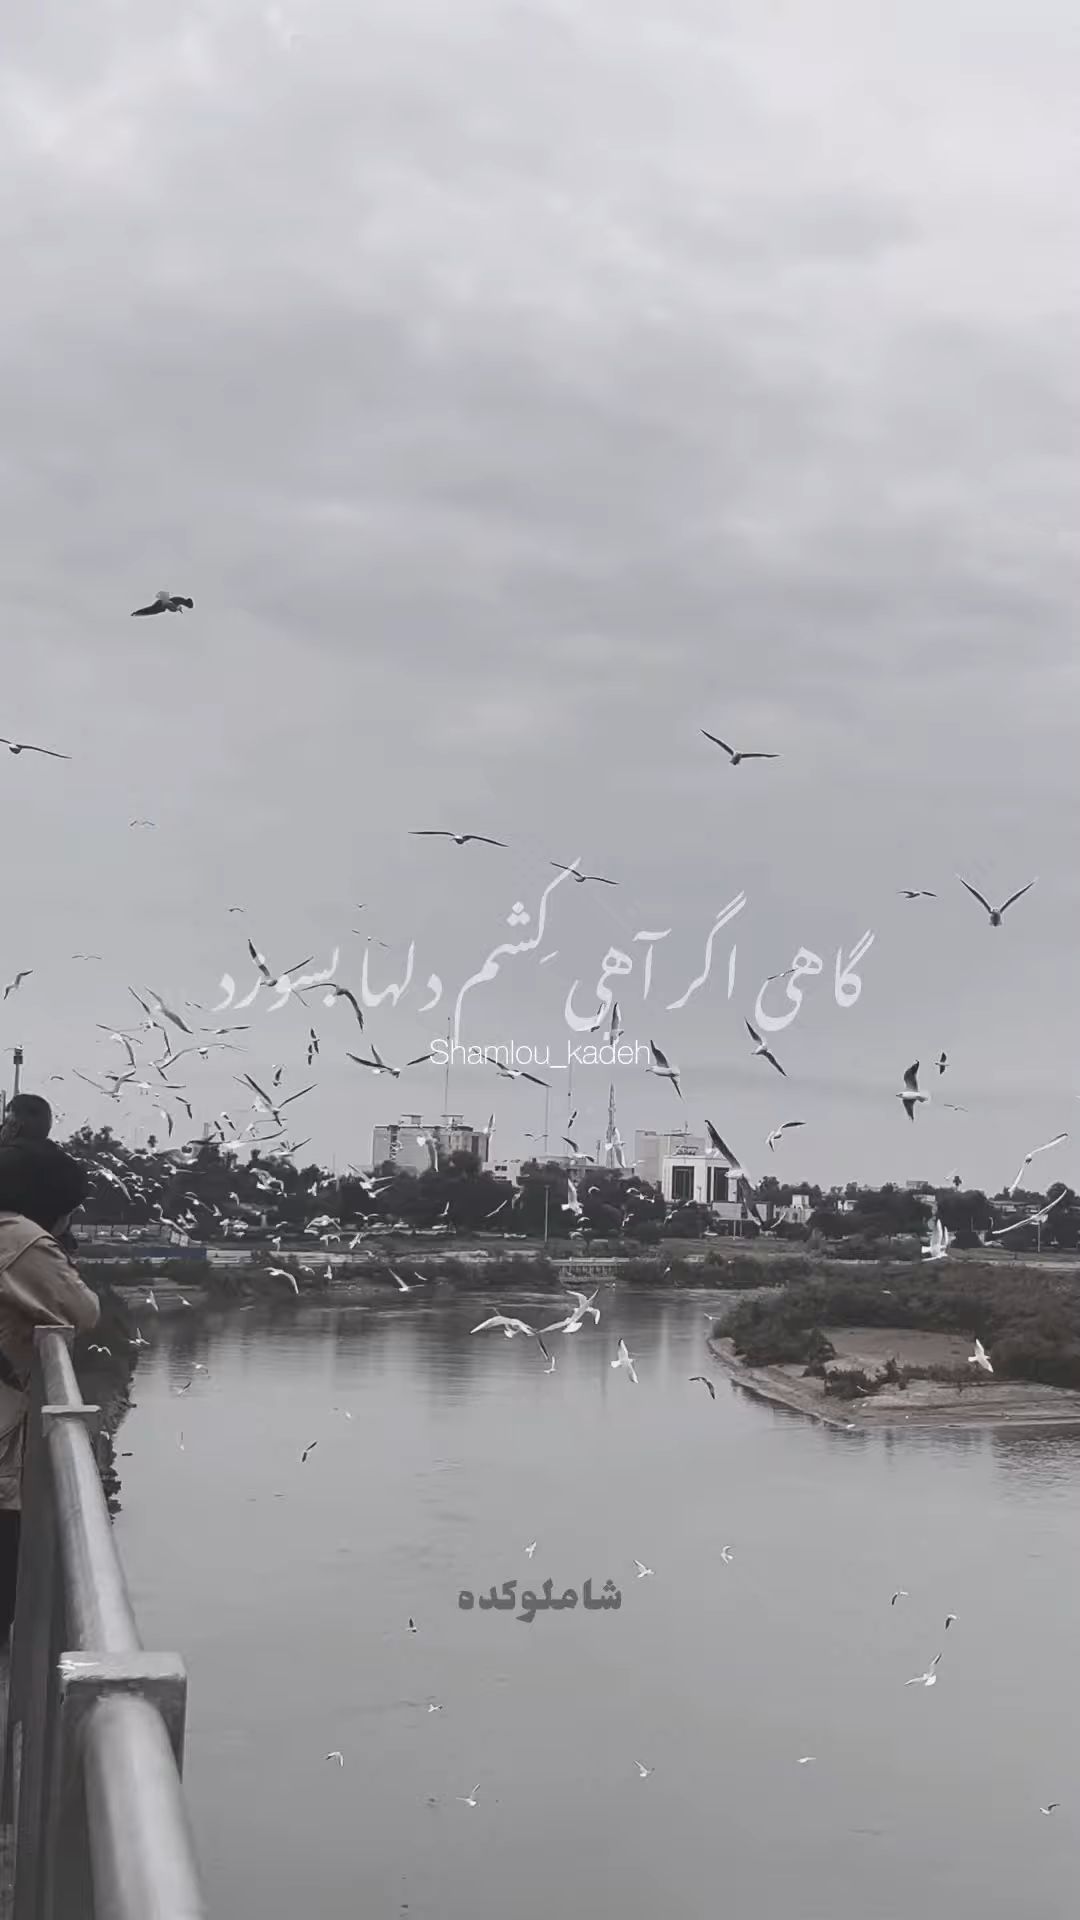 گاهی اگر آهی کِشم دلها بسوزد
Shamlou_kadeh
شاملوکده